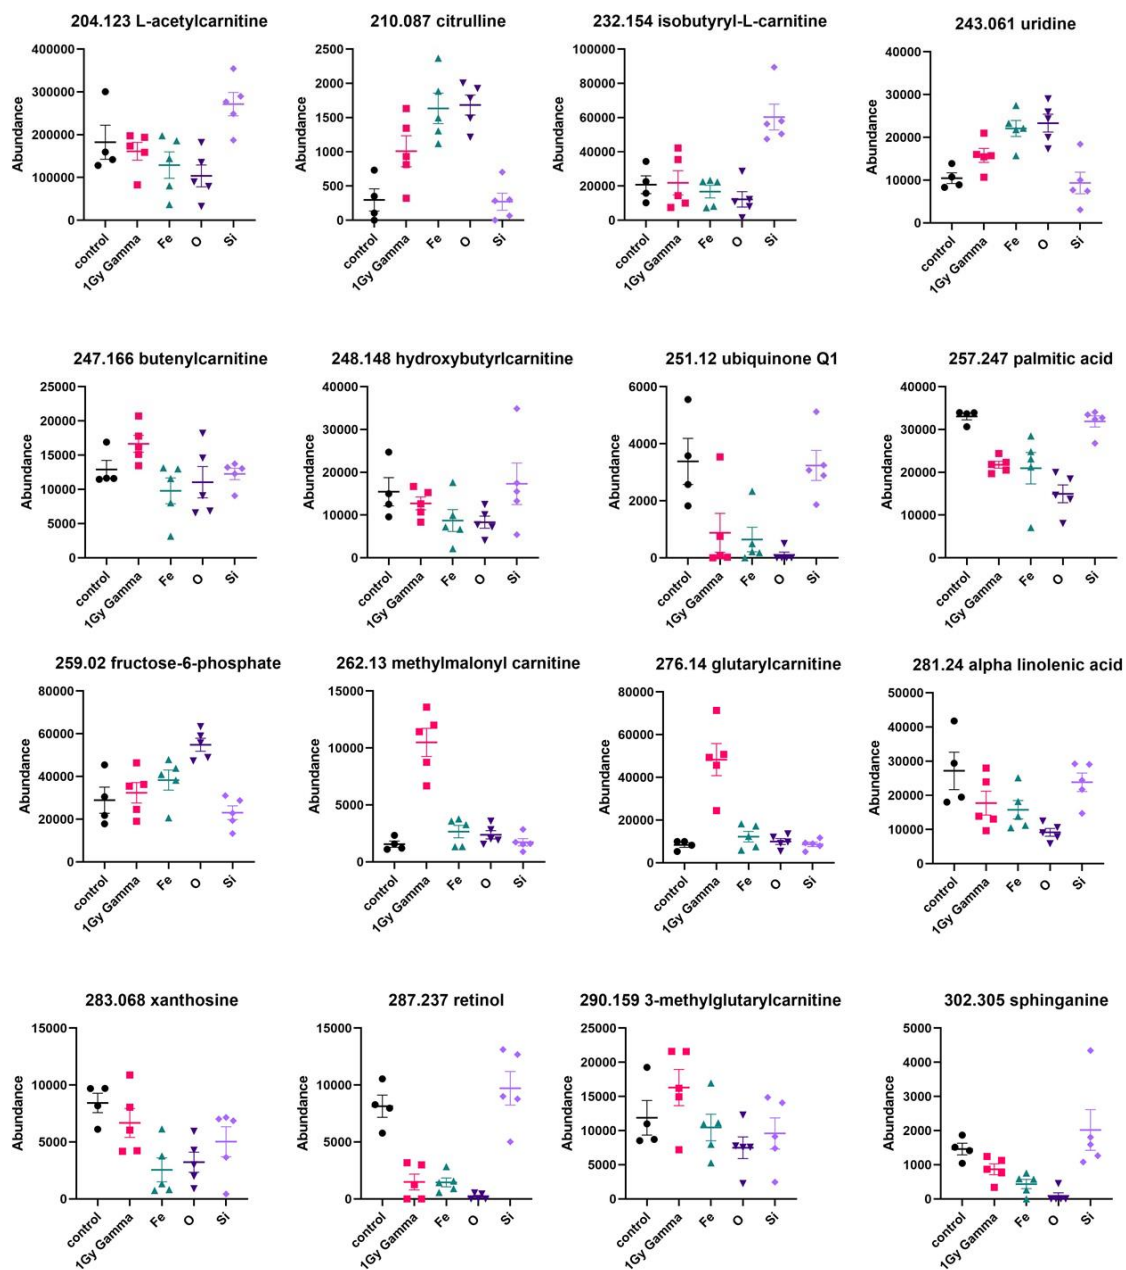 204.123 L-acetylcarnitine
Abundance
400000
300000
200000
100000
0
control
1Gy Gamma
Fe
O
Si
210.087 citrulline
Abundance
2500
2000
1500
1000
500
0
control
1Gy Gamma
Fe
O
Si
232.154 isobutyryl-L-carnitine
Abundance
100000
80000
60000
40000
20000
0
control
1Gy Gamma
Fe
O
Si
243.061 uridine
Abundance
40000
30000
20000
10000
0
control
1Gy Gamma
Fe
O
Si
247.166 butenylcarnitine
Abundance
25000
20000
15000
10000
5000
0
control
1Gy Gamma
Fe
O
Si
248.148 hydroxybutyrlcarnitine
Abundance
40000
30000
20000
10000
0
control
1Gy Gamma
Fe
O
Si
251.12 ubiquinone Q1
Abundance
6000
4000
2000
0
control
1Gy Gamma
Fe
O
Si
257.247 palmitic acid
Abundance
40000
30000
20000
10000
0
control
1Gy Gamma
Fe
O
Si
259.02 fructose-6-phosphate
Abundance
80000
60000
40000
20000
0
control
1Gy Gamma
Fe
O
Si
262.13 methylmalonyl carnitine
Abundance
15000
10000
5000
0
control
1Gy Gamma
Fe
O
Si
276.14 glutarylcarnitine
Abundance
80000
60000
40000
20000
0
control
1Gy Gamma
Fe
O
Si
281.24 alpha linolenic acid
Abundance
50000
40000
30000
20000
10000
0
control
1Gy Gamma
Fe
O
Si
283.068 xanthosine
Abundance
15000
10000
5000
0
control
1Gy Gamma
Fe
O
Si
287.237 retinol
Abundance
15000
10000
5000
0
control
1Gy Gamma
Fe
O
Si
290.159 3-methylglutarylcarnitine
Abundance
25000
20000
15000
10000
5000
0
control
1Gy Gamma
Fe
O
Si
302.305 sphinganine
Abundance
5000
4000
3000
2000
1000
0
control
1Gy Gamma
Fe
O
Si